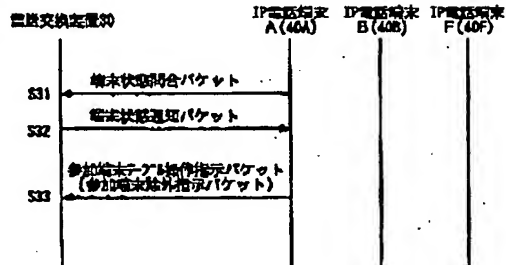 電話交換装置30
IP電話端末
A(40A)
IP電話端末
B(40B)
IP電話端末
F(40F)
端末状態問合パケット
S31
端末状態通知パケット
S32
参加端末テーブル操作指示パケット
(参加端末除外指示パケット)
S33